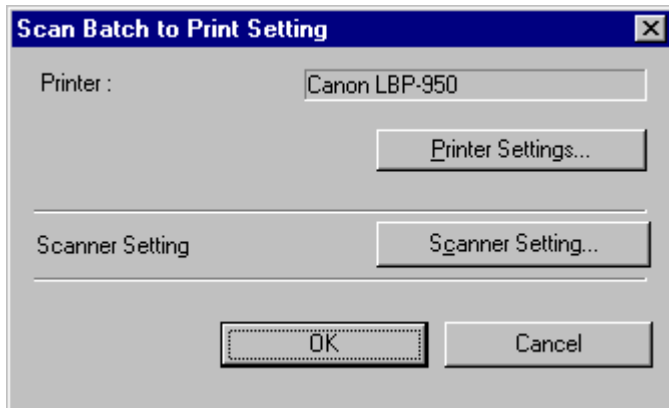 Scan Batch to Print Setting
Printer : Canon LBP-950
Printer Settings...
Scanner Setting Scanner Setting...
OK Cancel